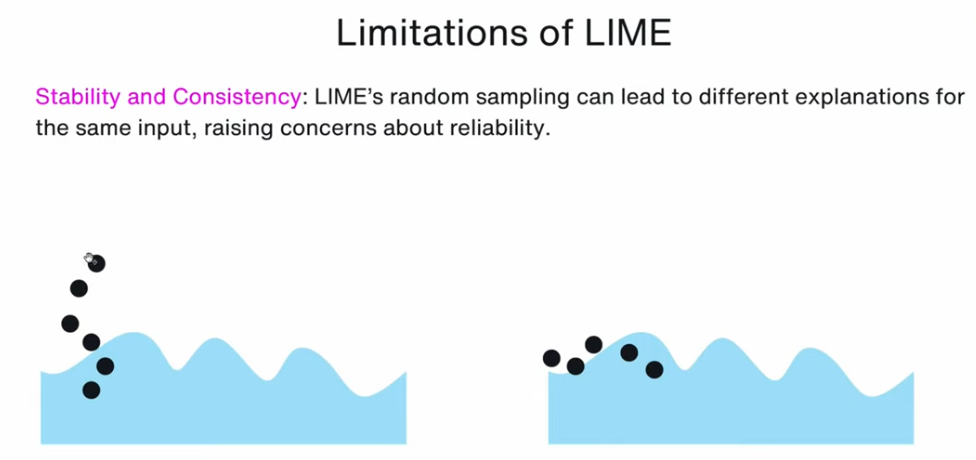 Limitations of LIME
Stability and Consistency: LIME's random sampling can lead to different explanations for
the same input, raising concerns about reliability.